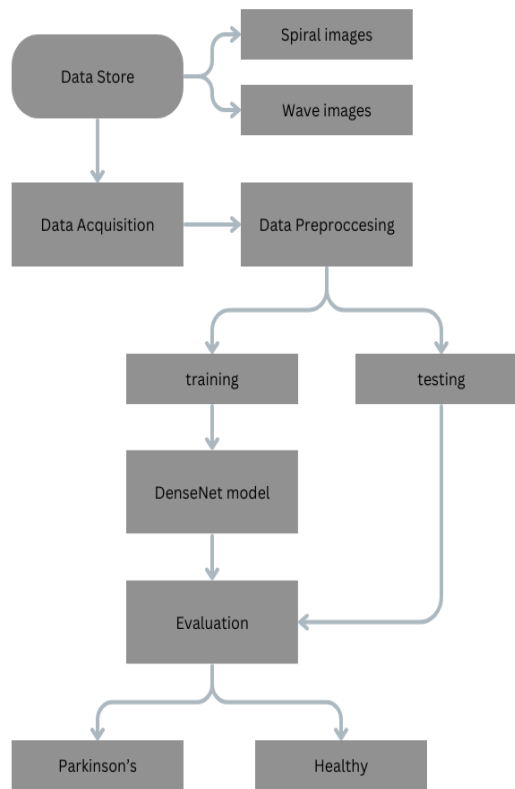 Spiral images
Data Store
Wave images
Data Acquisition
Data Preproccesing
training
testing
DenseNet model
Evaluation
Parkinson’s
Healthy